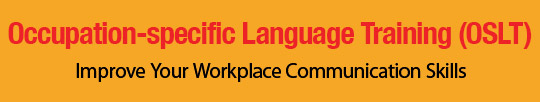 Occupation-specific Language Training (OSLT)
Improve Your Workplace Communication Skills